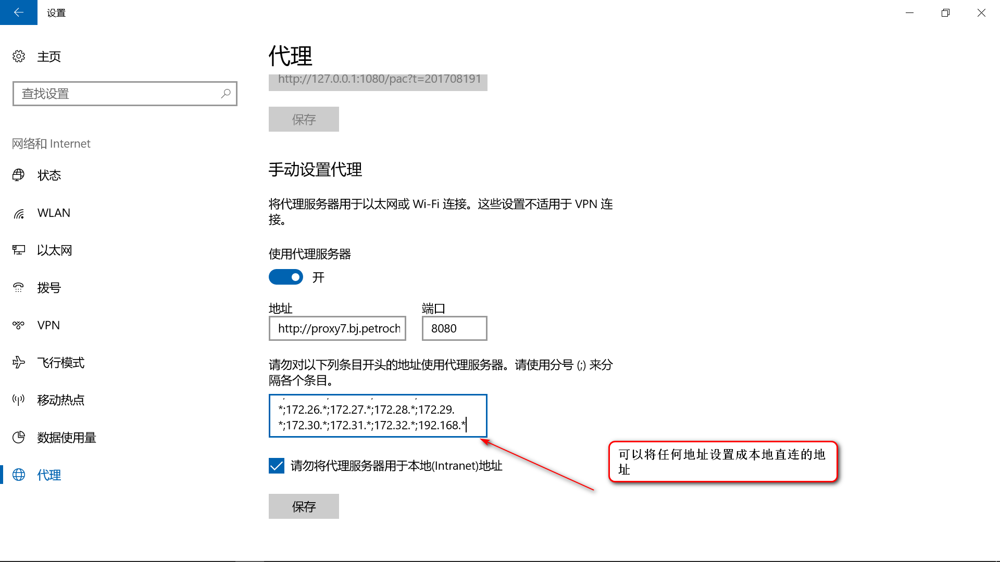 设置
主页
查找设置
网络和 Internet
状态
WLAN
以太网
拨号
VPN
飞行模式
移动热点
数据使用量
代理
代理
http://127.0.0.1:1080/pac?t=201708191
保存
手动设置代理
将代理服务器用于以太网或 Wi-Fi 连接。这些设置不适用于 VPN 连
接。
使用代理服务器
开
地址
端口
http://proxy7.bj.petroch
8080
请勿对以下列条目开头的地址使用代理服务器。请使用分号 (;) 来分
隔各个条目。
*;172.26.*;172.27.*;172.28.*;172.29.
*;172.30.*;172.31.*;172.32.*;192.168.*
请勿将代理服务器用于本地(Intranet)地址
保存
可以将任何地址设置成本地直连的地
址